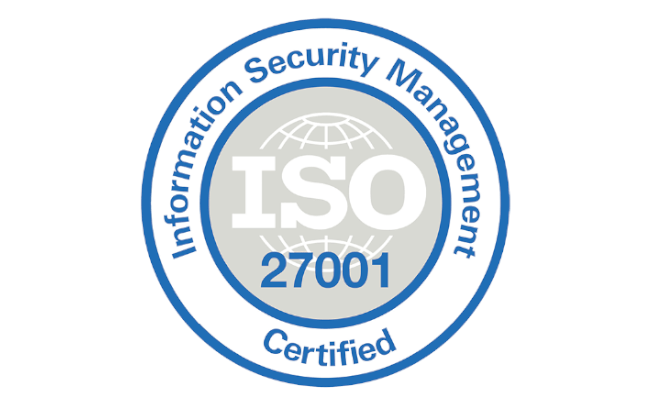 Information Security Management
ISO
27001
Certified